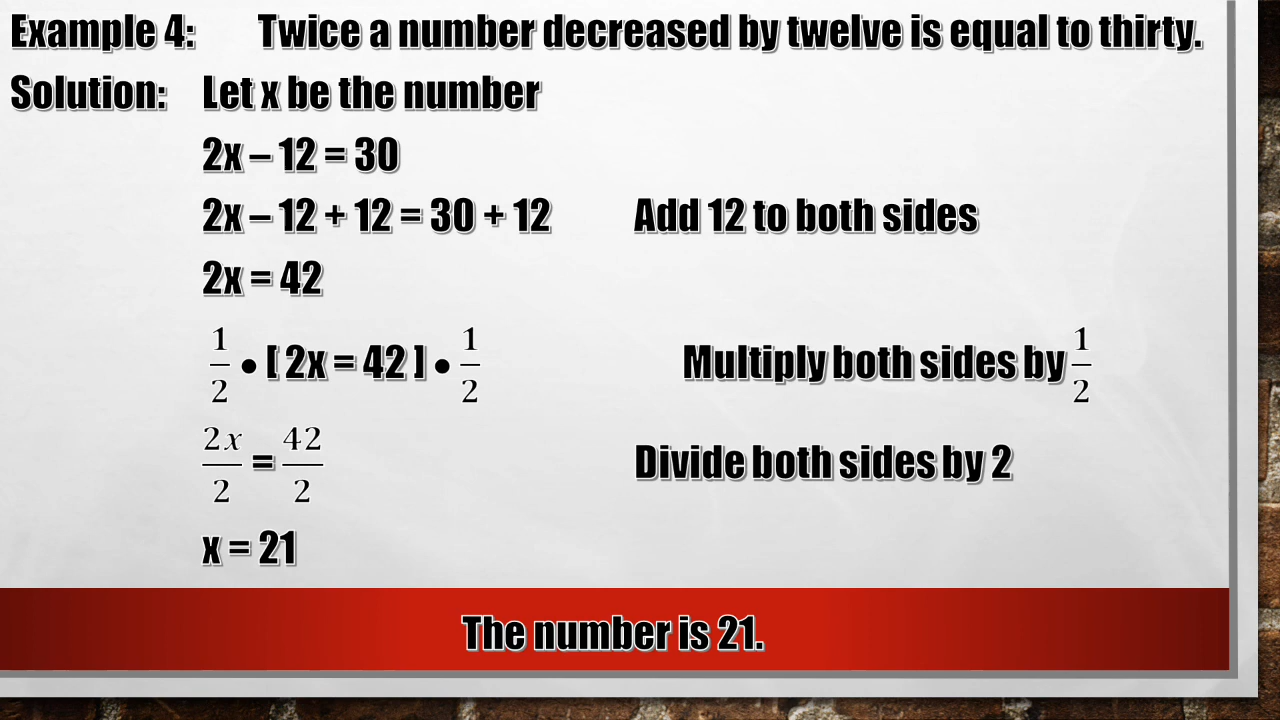 Example 4: Twice a number decreased by twelve is equal to thirty.
Solution: Let x be the number
2x – 12 = 30
2x – 12 + 12 = 30 + 12 Add 12 to both sides
2x = 42
1/2 • [ 2x = 42 ] • 1/2 Multiply both sides by 1/2
2x/2 = 42/2 Divide both sides by 2
x = 21
The number is 21.